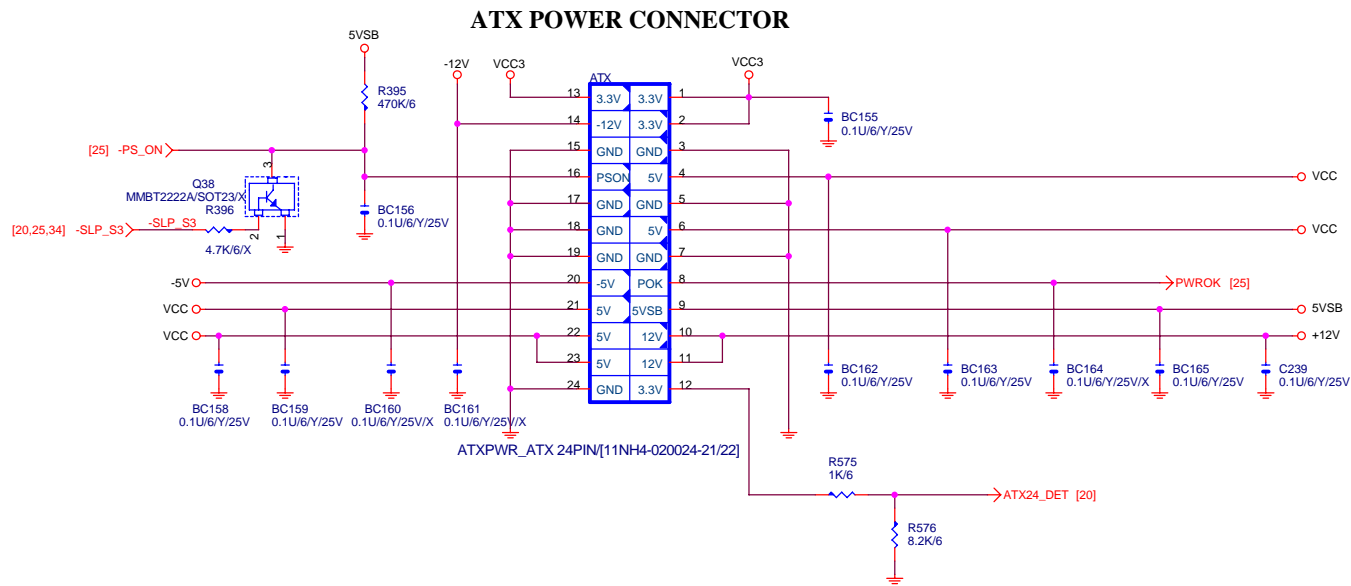 ATX POWER CONNECTOR
5VSB
-12V
VCC3
VCC3
R395
470K/6
ATX
13 3.3V 3.3V 1
14 -12V 3.3V 2
15 GND GND 3
16 PSON 5V 4
17 GND GND 5
18 GND 5V 6
19 GND GND 7
20 -5V POK 8
21 5V 5VSB 9
22 5V 12V 10
23 5V 12V 11
24 GND 3.3V 12
BC155
0.1U/6/Y/25V
[25] -PS_ON
3
Q38
MMBT2222A/SOT23/X
R396
[20,25,34] -SLP_S3
-SLP_S3
4.7K/6/X
2
1
BC156
0.1U/6/Y/25V
VCC
VCC
-5V
PWROK [25]
VCC
5VSB
VCC
+12V
BC158
0.1U/6/Y/25V
BC159
0.1U/6/Y/25V
BC160
0.1U/6/Y/25V/X
BC161
0.1U/6/Y/25V/X
BC162
0.1U/6/Y/25V
BC163
0.1U/6/Y/25V
BC164
0.1U/6/Y/25V/X
BC165
0.1U/6/Y/25V
C239
0.1U/6/Y/25V
ATXPWR_ATX 24PIN/[11NH4-020024-21/22]
R575
1K/6
ATX24_DET [20]
R576
8.2K/6